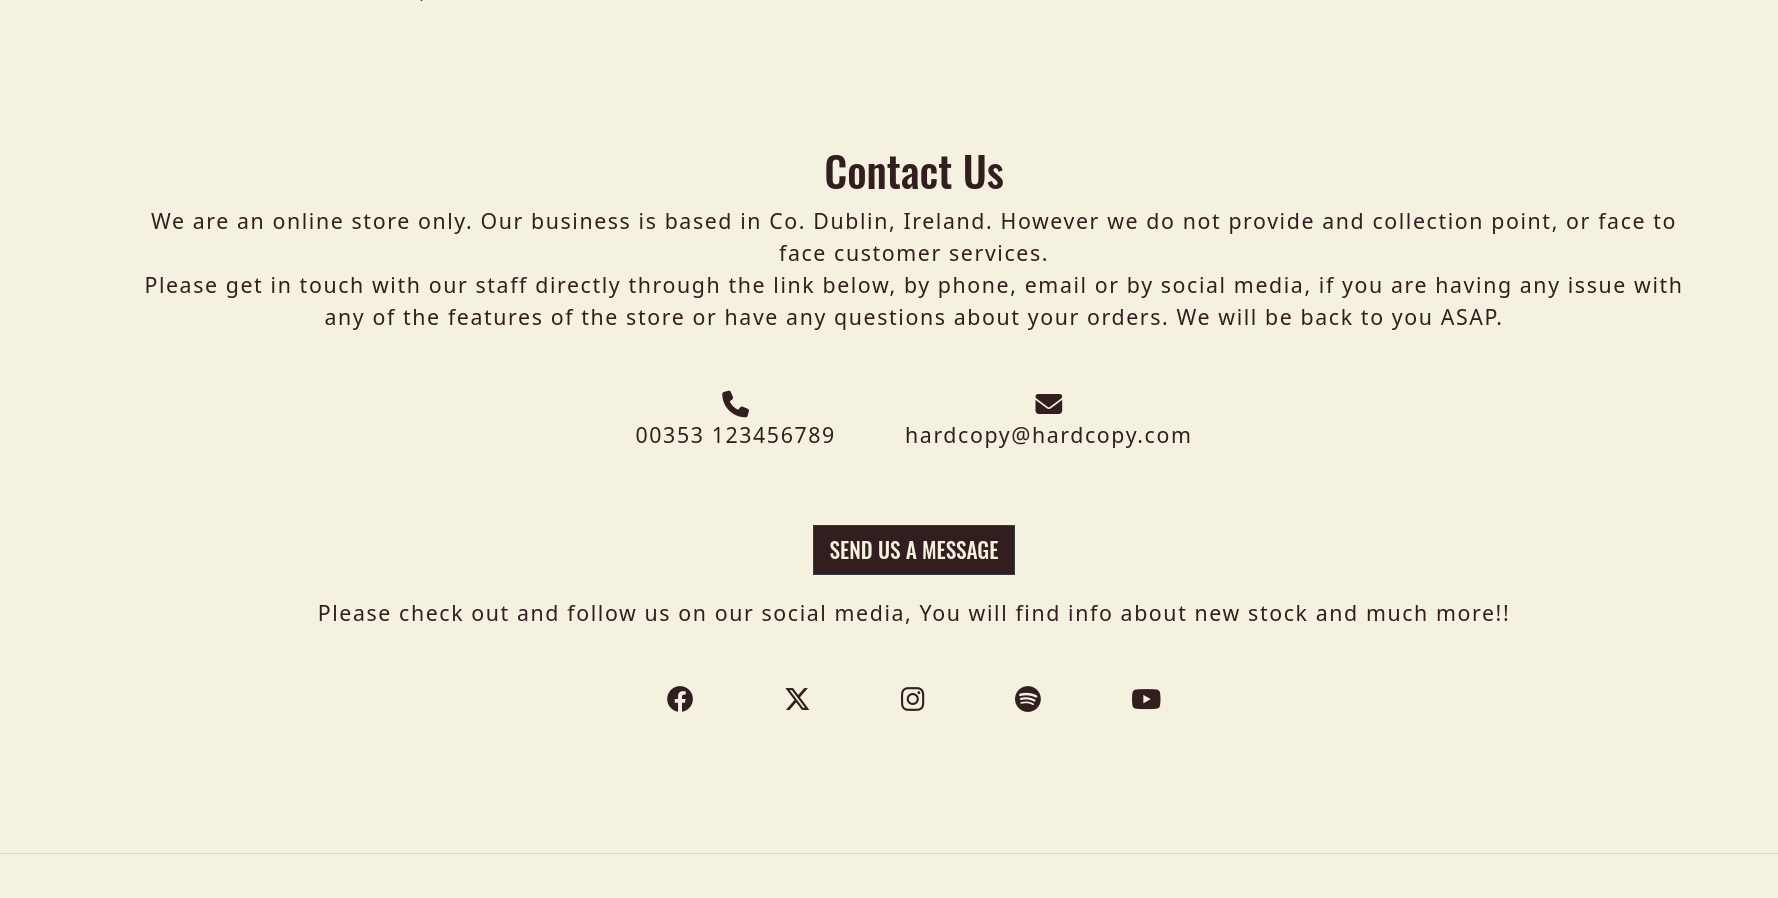 Contact Us
We are an online store only. Our business is based in Co. Dublin, Ireland. However we do not provide and collection point, or face to
face customer services.
Please get in touch with our staff directly through the link below, by phone, email or by social media, if you are having any issue with
any of the features of the store or have any questions about your orders. We will be back to you ASAP.
00353 123456789
hardcopy@hardcopy.com
SEND US A MESSAGE
Please check out and follow us on our social media, You will find info about new stock and much more!!